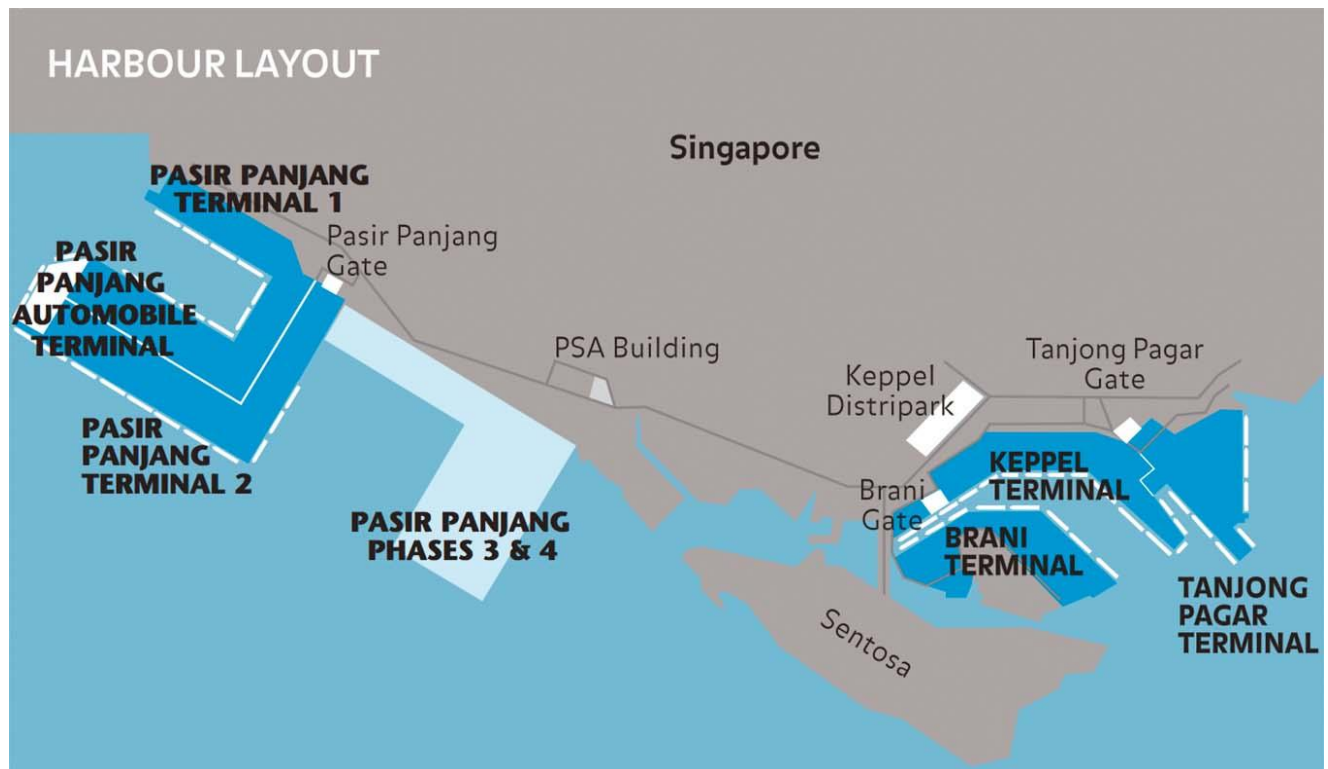 HARBOUR LAYOUT
Singapore
PASIR PANJANG
TERMINAL 1
Pasir Panjang
Gate
PASIR
PANJANG
AUTOMOBILE
TERMINAL
PSA Building
Keppel
Distripark
Tanjong Pagar
Gate
PASIR
PANJANG
TERMINAL 2
PASIR PANJANG
PHASES 3 & 4
Brani
Gate
KEPPEL
TERMINAL
BRANI
TERMINAL
TANJONG
PAGAR
TERMINAL
Sentosa